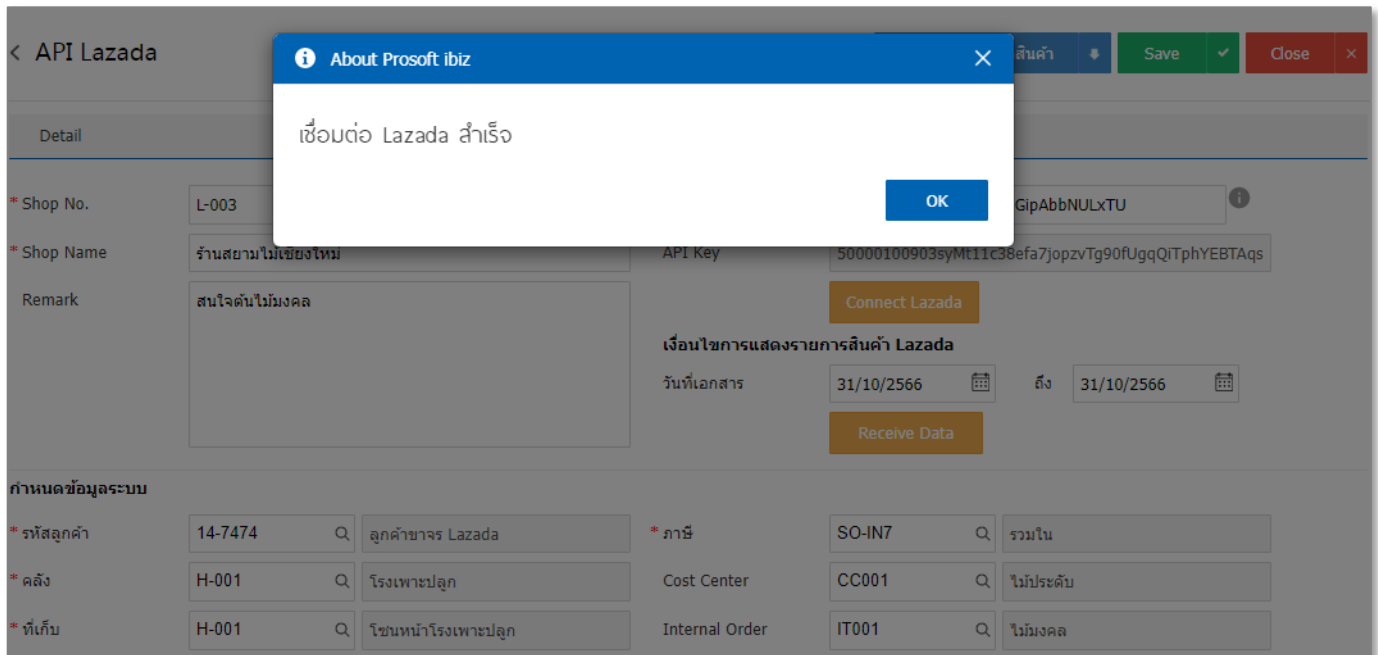 API Lazada
About Prosoft ibiz
สินค้า
Save
Close
เชื่อมต่อ Lazada สำเร็จ
OK
Detail
* Shop No. L-003
GipAbbNULxTU
* Shop Name ร้านสยามไม้เชียงใหม่
API Key 50000100903syMt11c38efa7jopzvTg90fUgqQiTphYEBTAqs
Remark สนใจต้นไม้มงคล
Connect Lazada
เงื่อนไขการแสดงรายการสินค้า Lazada
วันที่เอกสาร 31/10/2566 ถึง 31/10/2566
Receive Data
กำหนดข้อมูลระบบ
* รหัสลูกค้า 14-7474 ลูกค้าขาจร Lazada * ภาษี SO-IN7 รวมใน
* คลัง H-001 โรงเพาะปลูก Cost Center CC001 ไม้ประดับ
* ที่เก็บ H-001 โซนหน้าโรงเพาะปลูก Internal Order IT001 ไม้มงคล